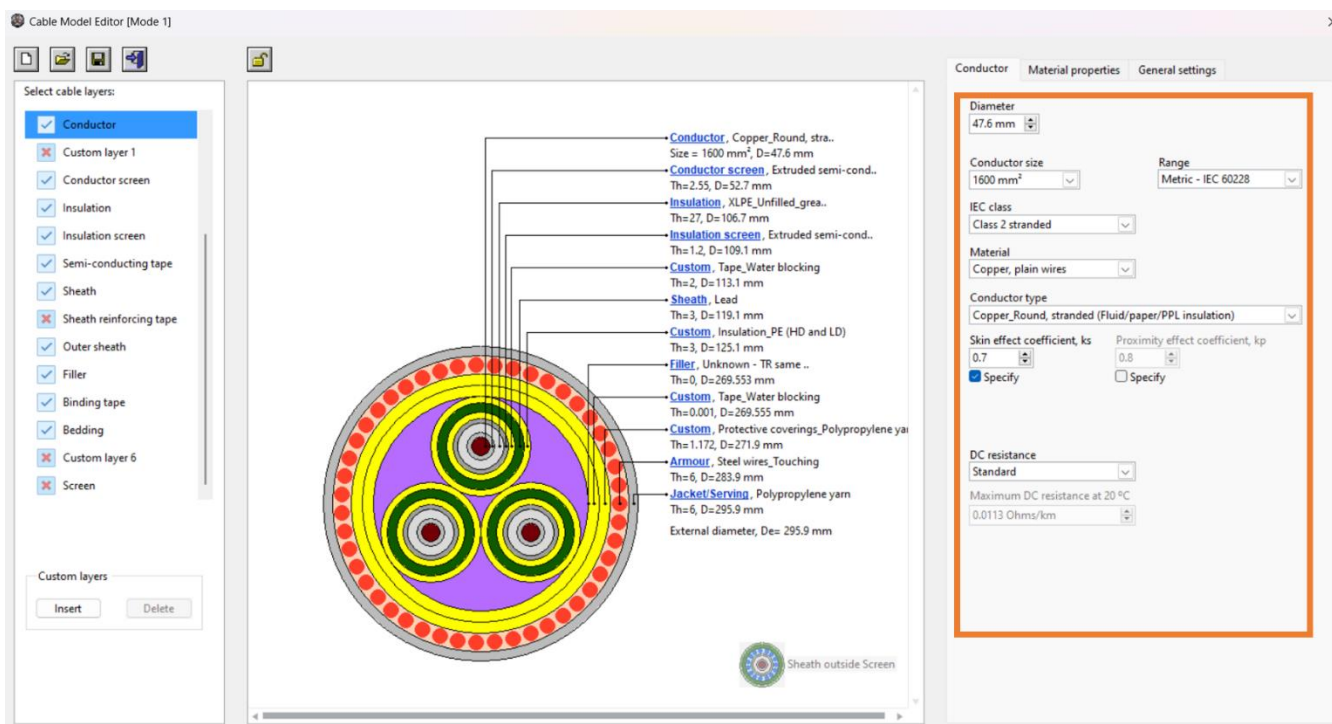 Cable Model Editor [Mode 1]
Select cable layers:
Conductor
Custom layer 1
Conductor screen
Insulation
Insulation screen
Semi-conducting tape
Sheath
Sheath reinforcing tape
Outer sheath
Filler
Binding tape
Bedding
Custom layer 6
Screen
Custom layers
Insert Delete
Conductor, Copper_Round, stra..
Size = 1600 mm², D=47.6 mm
Conductor screen, Extruded semi-cond..
Th=2.55, D=52.7 mm
Insulation, XLPE_Unfilled_grea..
Th=27, D=106.7 mm
Insulation screen, Extruded semi-cond..
Th=1.2, D=109.1 mm
Custom, Tape_Water blocking
Th=2, D=113.1 mm
Sheath, Lead
Th=3, D=119.1 mm
Custom, Insulation_PE (HD and LD)
Th=3, D=125.1 mm
Filler, Unknown - TR same ..
Th=0, D=269.553 mm
Custom, Tape_Water blocking
Th=0.001, D=269.555 mm
Custom, Protective coverings_Polypropylene yar
Th=1.172, D=271.9 mm
Armour, Steel wires_Touching
Th=6, D=283.9 mm
Jacket/Serving, Polypropylene yarn
Th=6, D=295.9 mm
External diameter, De= 295.9 mm
Sheath outside Screen
Conductor Material properties General settings
Diameter
47.6 mm
Conductor size Range
1600 mm² Metric - IEC 60228
IEC class
Class 2 stranded
Material
Copper, plain wires
Conductor type
Copper_Round, stranded (Fluid/paper/PPL insulation)
Skin effect coefficient, ks Proximity effect coefficient, kp
0.7 0.8
Specify Specify
DC resistance
Standard
Maximum DC resistance at 20 ºC
0.0113 Ohms/km